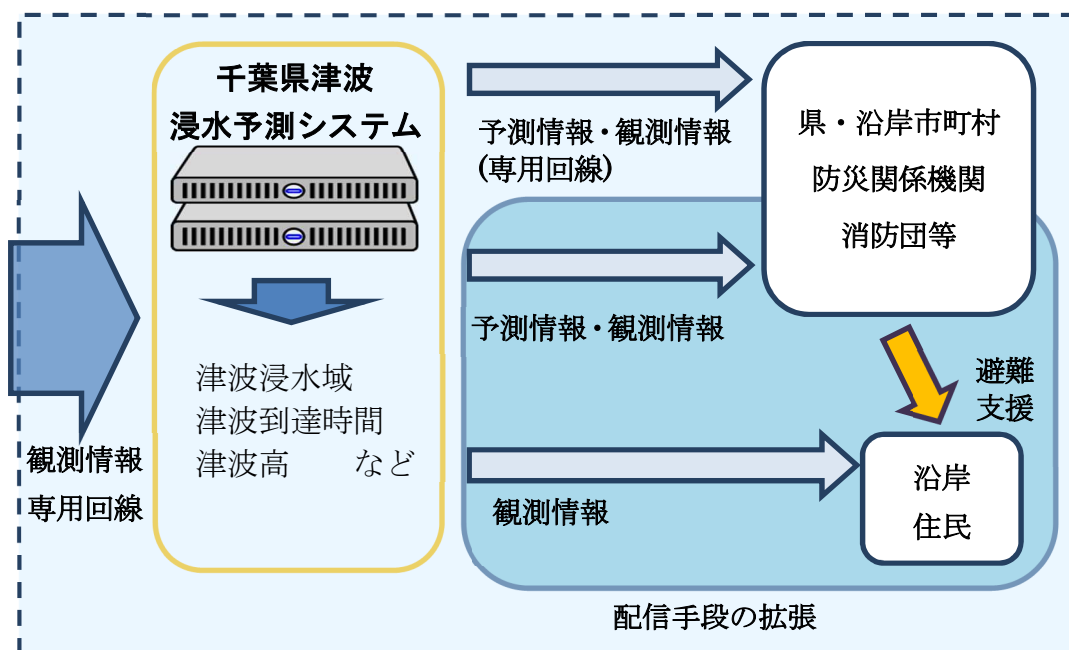 千葉県津波
浸水予測システム
津波浸水域
津波到達時間
津波高　　など
観測情報
専用回線
予測情報・観測情報
(専用回線)
予測情報・観測情報
観測情報
県・沿岸市町村
防災関係機関
消防団等
避難
支援
沿岸
住民
配信手段の拡張